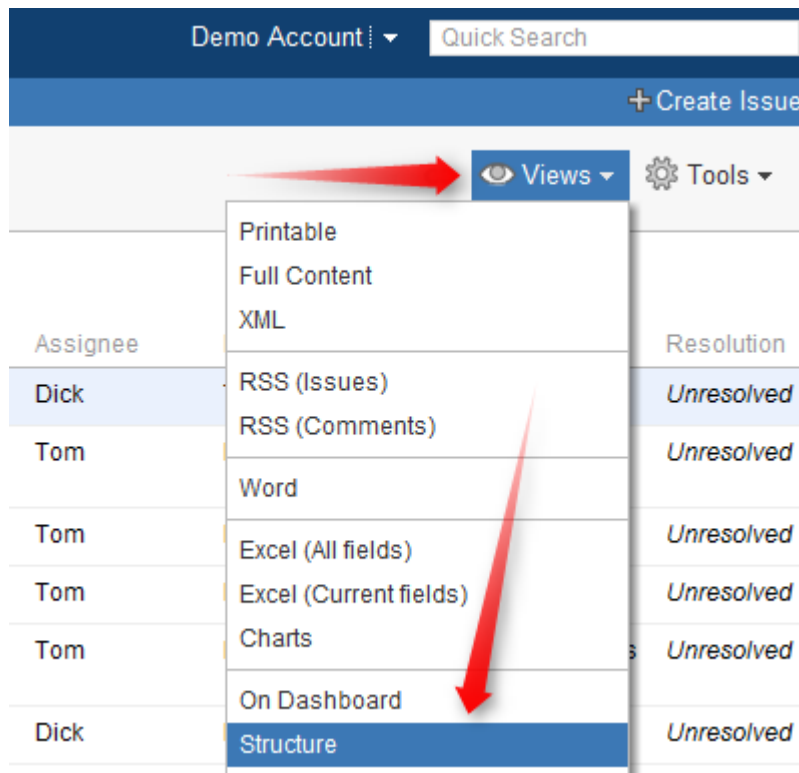 Demo Account Quick Search
Create Issue
Views Tools
Printable
Full Content
XML
Assignee Resolution
RSS (Issues)
Dick Unresolved
RSS (Comments)
Tom Unresolved
Word
Tom Unresolved
Excel (All fields)
Tom Excel (Current fields) Unresolved
Charts
Tom s Unresolved
On Dashboard
Dick Unresolved
Structure